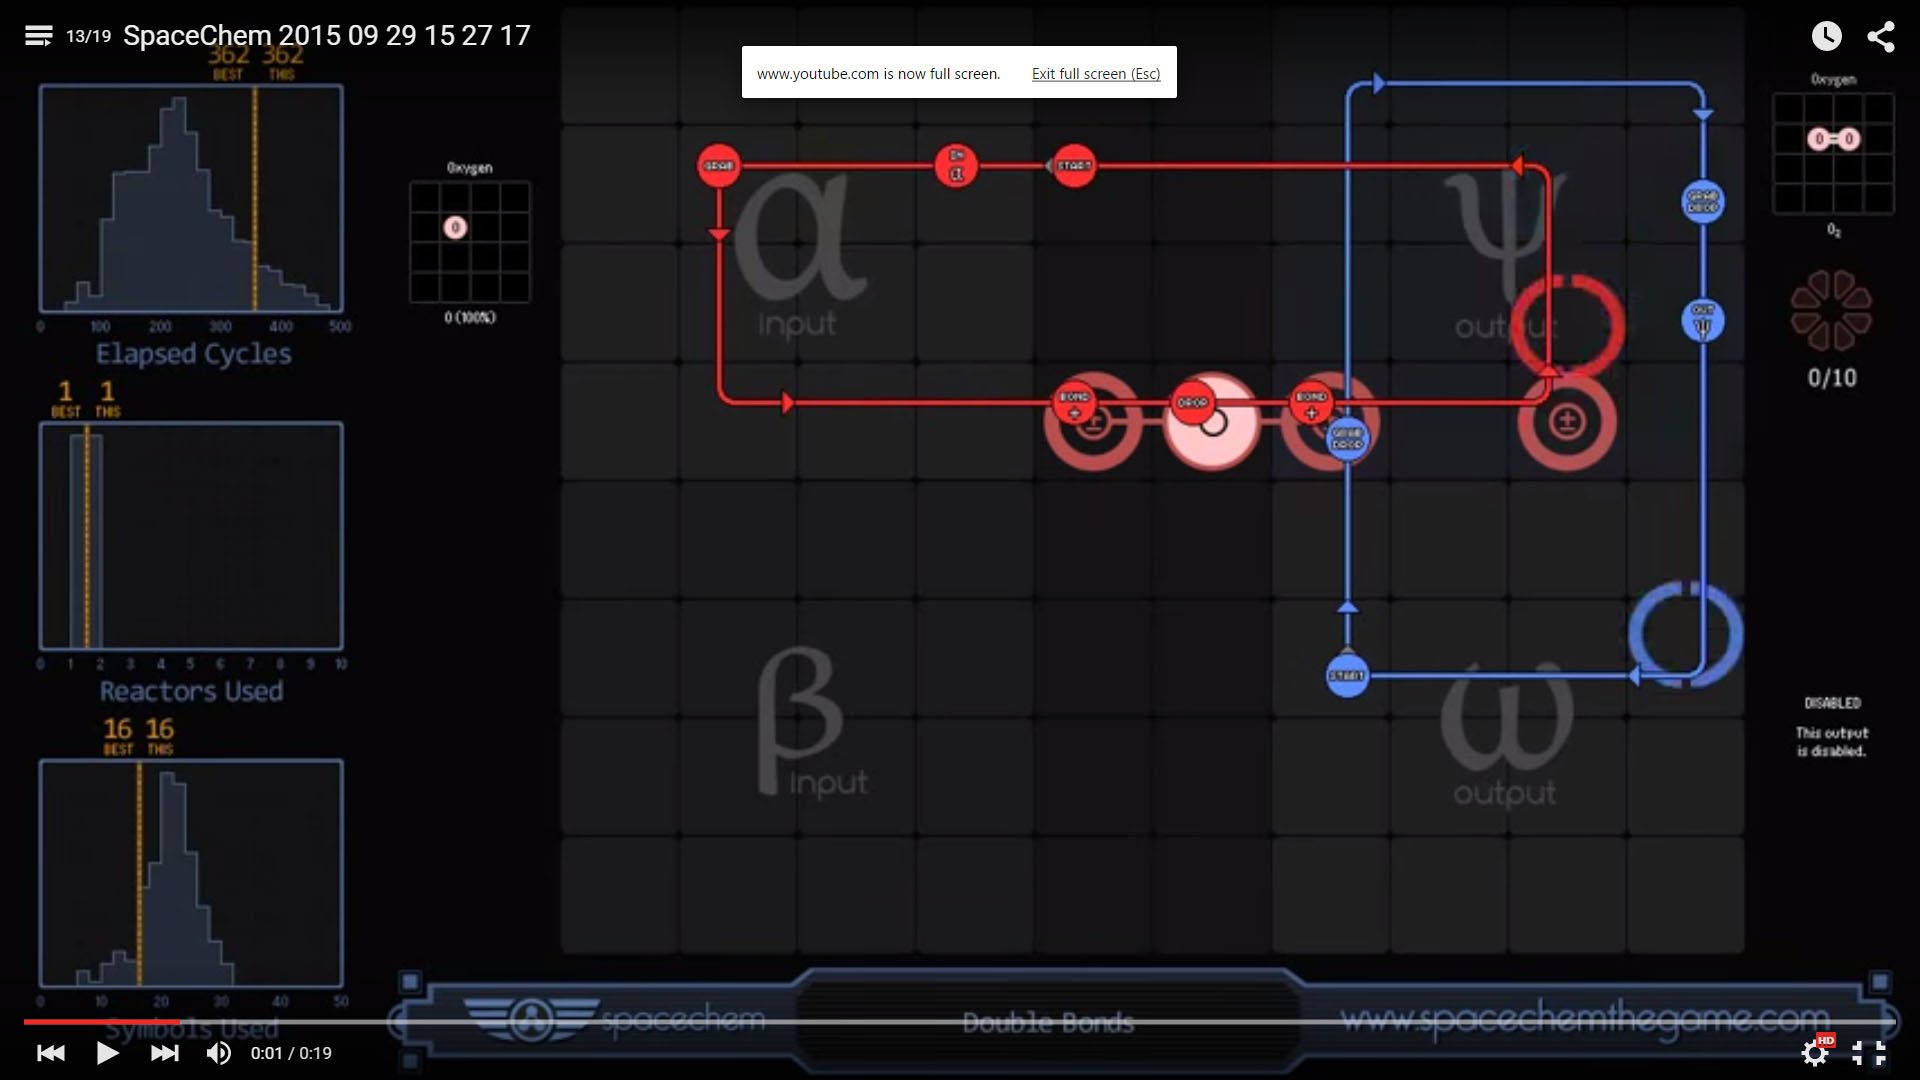 13/19 SpaceChem 2015 09 29 15 27 17
www.youtube.com is now full screen. Exit full screen (Esc)
362 362
BEST THIS
0 100 200 300 400 500
Elapsed Cycles
1 1
BEST THIS
0 1 2 3 4 5 6 7 8 9 10
Reactors Used
16 16
BEST THIS
0 10 20 30 40 50
Symbols Used
Oxygen
O
O (100%)
GRAB
IN
α
START
α
input
ψ
output
GRAB
DROP
OUT
ψ
BOND
+
DROP
BOND
+
±
±
GRAB
DROP
START
β
input
ω
output
Oxygen
O=O
O₂
0/10
DISABLED
This output
is disabled.
spacechem
Double Bonds
www.spacechemthegame.com
0:01 / 0:19
HD